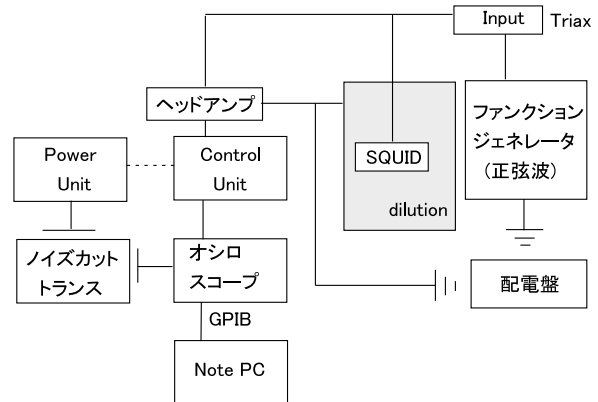 Input
Triax
ヘッドアンプ
ファンクション
ジェネレータ
(正弦波)
Power
Unit
Control
Unit
SQUID
dilution
ノイズカット
トランス
オシロ
スコープ
配電盤
GPIB
Note PC